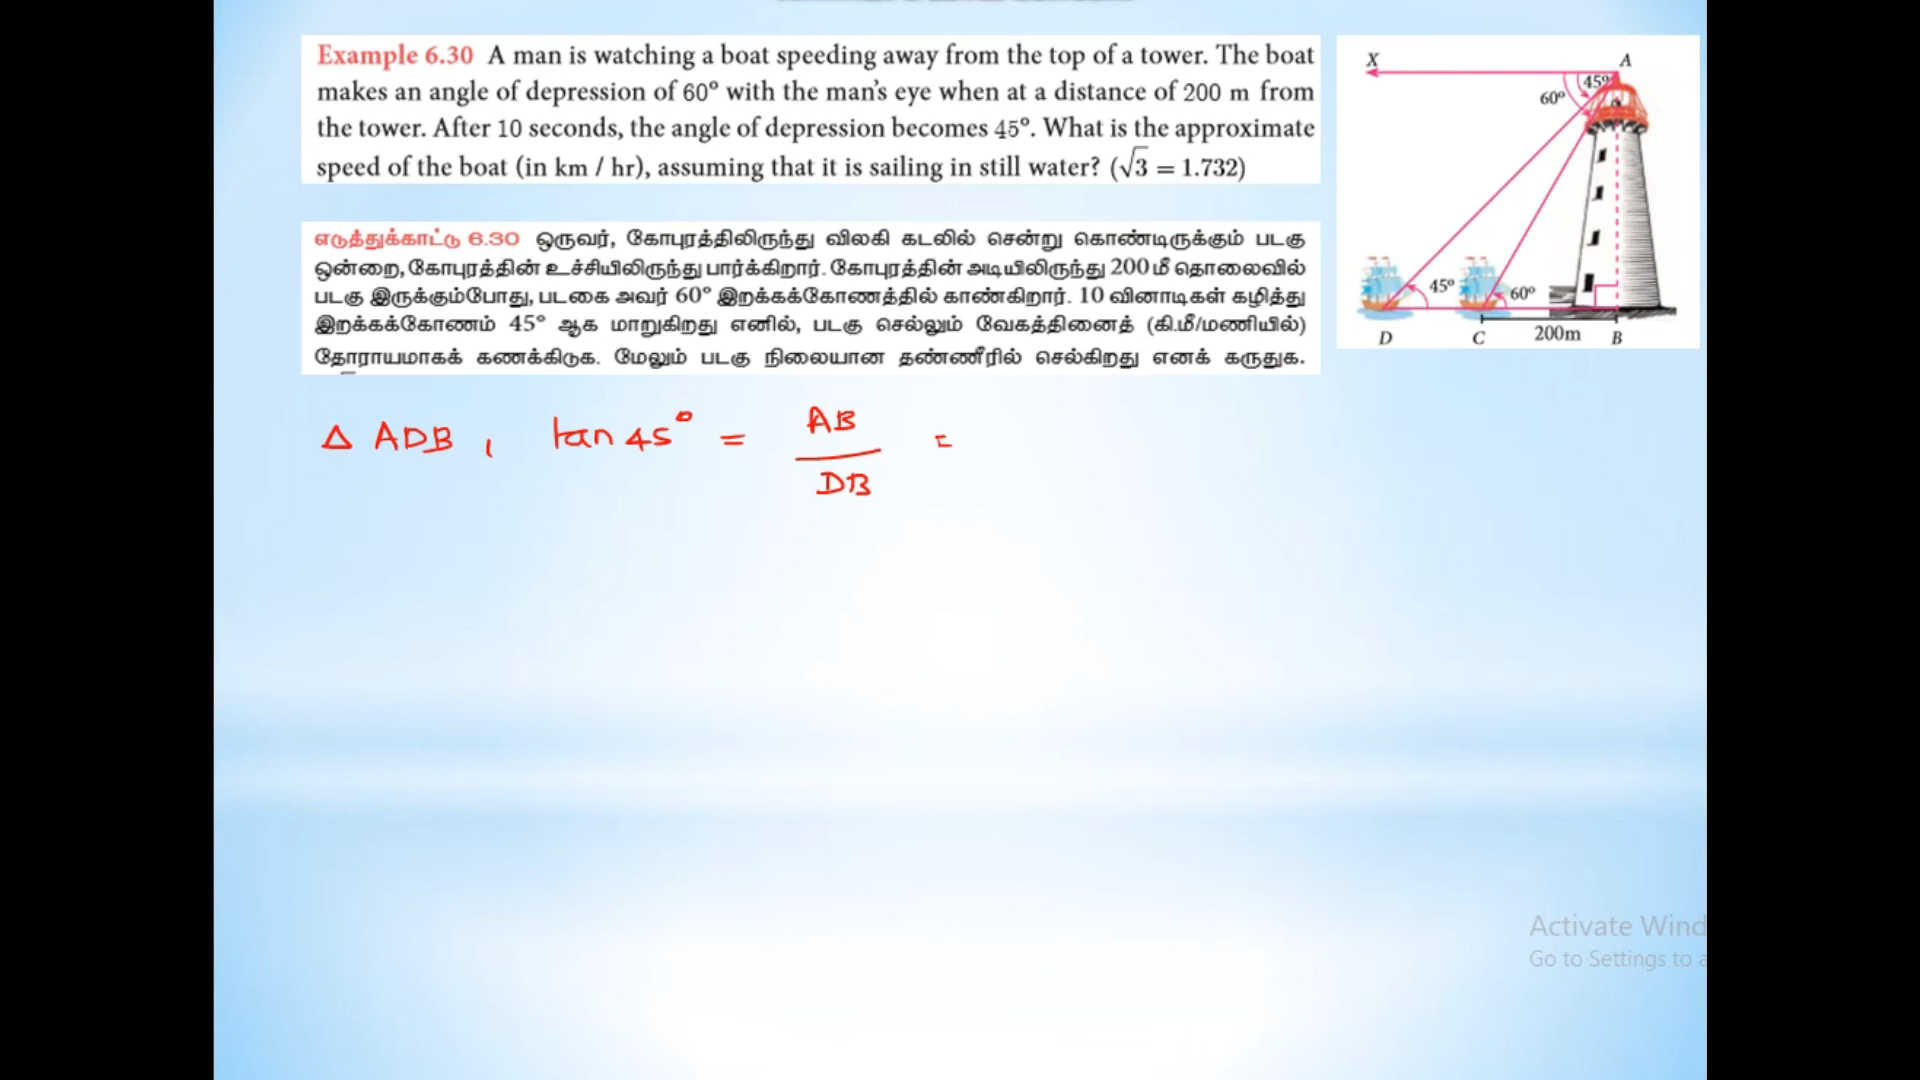 Example 6.30 A man is watching a boat speeding away from the top of a tower. The boat
makes an angle of depression of 60° with the man's eye when at a distance of 200 m from
the tower. After 10 seconds, the angle of depression becomes 45°. What is the approximate
speed of the boat (in km / hr), assuming that it is sailing in still water? (√3 = 1.732)
X
A
45°
60°
45°
60°
200m
D
C
B
எடுத்துக்காட்டு 6.30 ஒருவர், கோபுரத்திலிருந்து விலகி கடலில் சென்று கொண்டிருக்கும் படகு
ஒன்றை, கோபுரத்தின் உச்சியிலிருந்து பார்க்கிறார். கோபுரத்தின் அடியிலிருந்து 200 மீ தொலைவில்
படகு இருக்கும்போது, படகை அவர் 60° இறக்கக்கோணத்தில் காண்கிறார். 10 வினாடிகள் கழித்து
இறக்கக்கோணம் 45° ஆக மாறுகிறது எனில், படகு செல்லும் வேகத்தினைத் (கி.மீ/மணியில்)
தோராயமாகக் கணக்கிடுக. மேலும் படகு நிலையான தண்ணீரில் செல்கிறது எனக் கருதுக.
Δ ADB, tan 45° = AB =
DB
Activate Wind
Go to Settings to a